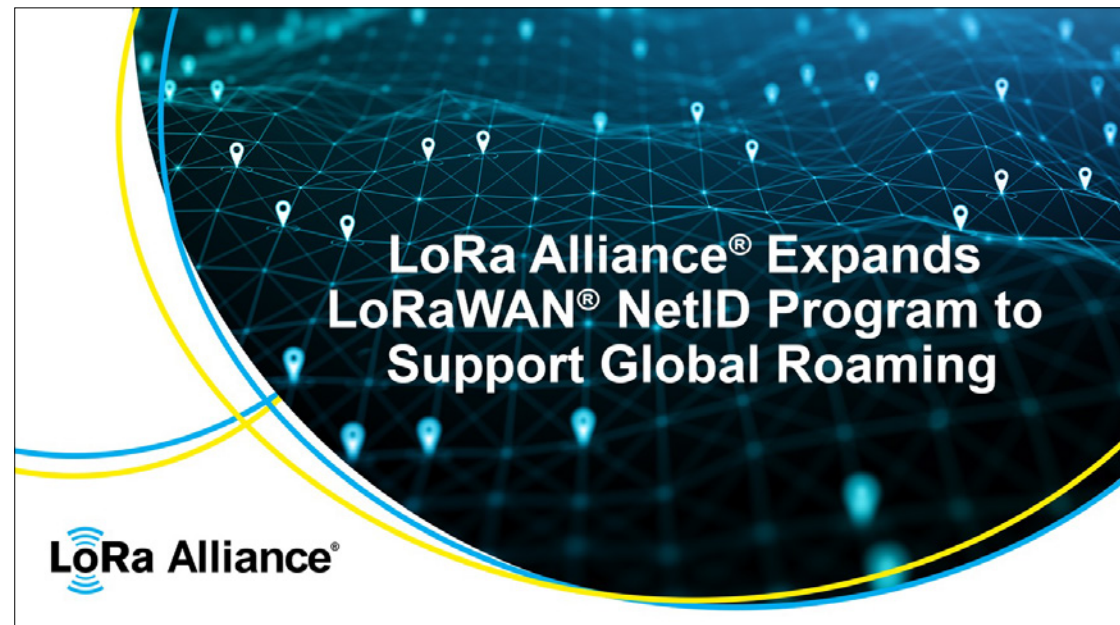 LoRa Alliance® Expands
LoRaWAN® NetID Program to
Support Global Roaming
LoRa Alliance®